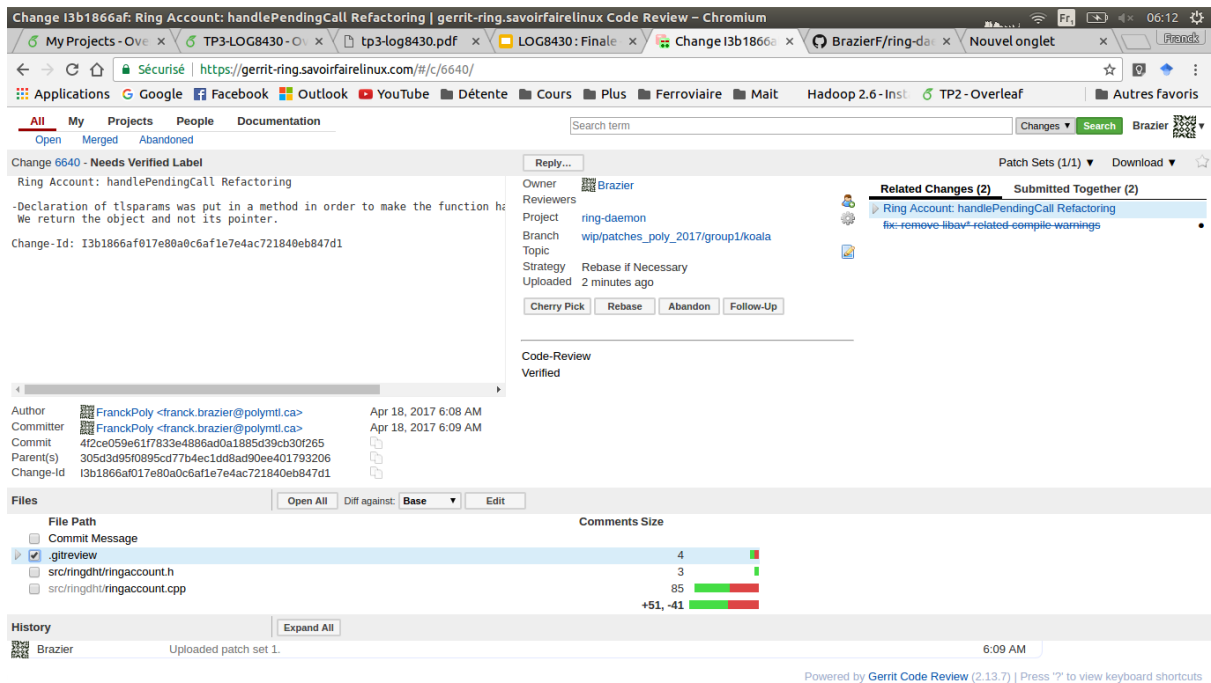 Change I3b1866af: Ring Account: handlePendingCall Refactoring | gerrit-ring.savoirfairelinux Code Review – Chromium
Fr1 06:12
My Projects - Ove
TP3-LOG8430 - Ov
tp3-log8430.pdf
LOG8430 : Finale
Change I3b1866a
BrazierF/ring-dae
Nouvel onglet
Franck
Sécurisé | https://gerrit-ring.savoirfairelinux.com/#/c/6640/
Applications Google Facebook Outlook YouTube Détente Cours Plus Ferroviaire Mait Hadoop 2.6 - Inst TP2 - Overleaf Autres favoris
All My Projects People Documentation
Open Merged Abandoned
Search term Changes ▼ Search Brazier ▼
Change 6640 - Needs Verified Label
Reply…
Patch Sets (1/1) ▼ Download ▼
Ring Account: handlePendingCall Refactoring
-Declaration of tlsparams was put in a method in order to make the function ha
We return the object and not its pointer.
Change-Id: I3b1866af017e80a0c6af1e7e4ac721840eb847d1
Owner Brazier
Reviewers
Project ring-daemon
Branch wip/patches_poly_2017/group1/koala
Topic
Strategy Rebase if Necessary
Uploaded 2 minutes ago
Cherry Pick Rebase Abandon Follow-Up
Code-Review
Verified
Related Changes (2) Submitted Together (2)
Ring Account: handlePendingCall Refactoring
fix: remove libav* related compile warnings
Author FranckPoly <franck.brazier@polymtl.ca> Apr 18, 2017 6:08 AM
Committer FranckPoly <franck.brazier@polymtl.ca> Apr 18, 2017 6:09 AM
Commit 4f2ce059e61f7833e4886ad0a1885d39cb30f265
Parent(s) 305d3d95f0895cd77b4ec1dd8ad90ee401793206
Change-Id I3b1866af017e80a0c6af1e7e4ac721840eb847d1
Files Open All Diff against: Base ▼ Edit
File Path Comments Size
Commit Message
.gitreview 4
src/ringdht/ringaccount.h 3
src/ringdht/ringaccount.cpp 85
+51, -41
History Expand All
Brazier Uploaded patch set 1. 6:09 AM
Powered by Gerrit Code Review (2.13.7) | Press '?' to view keyboard shortcuts